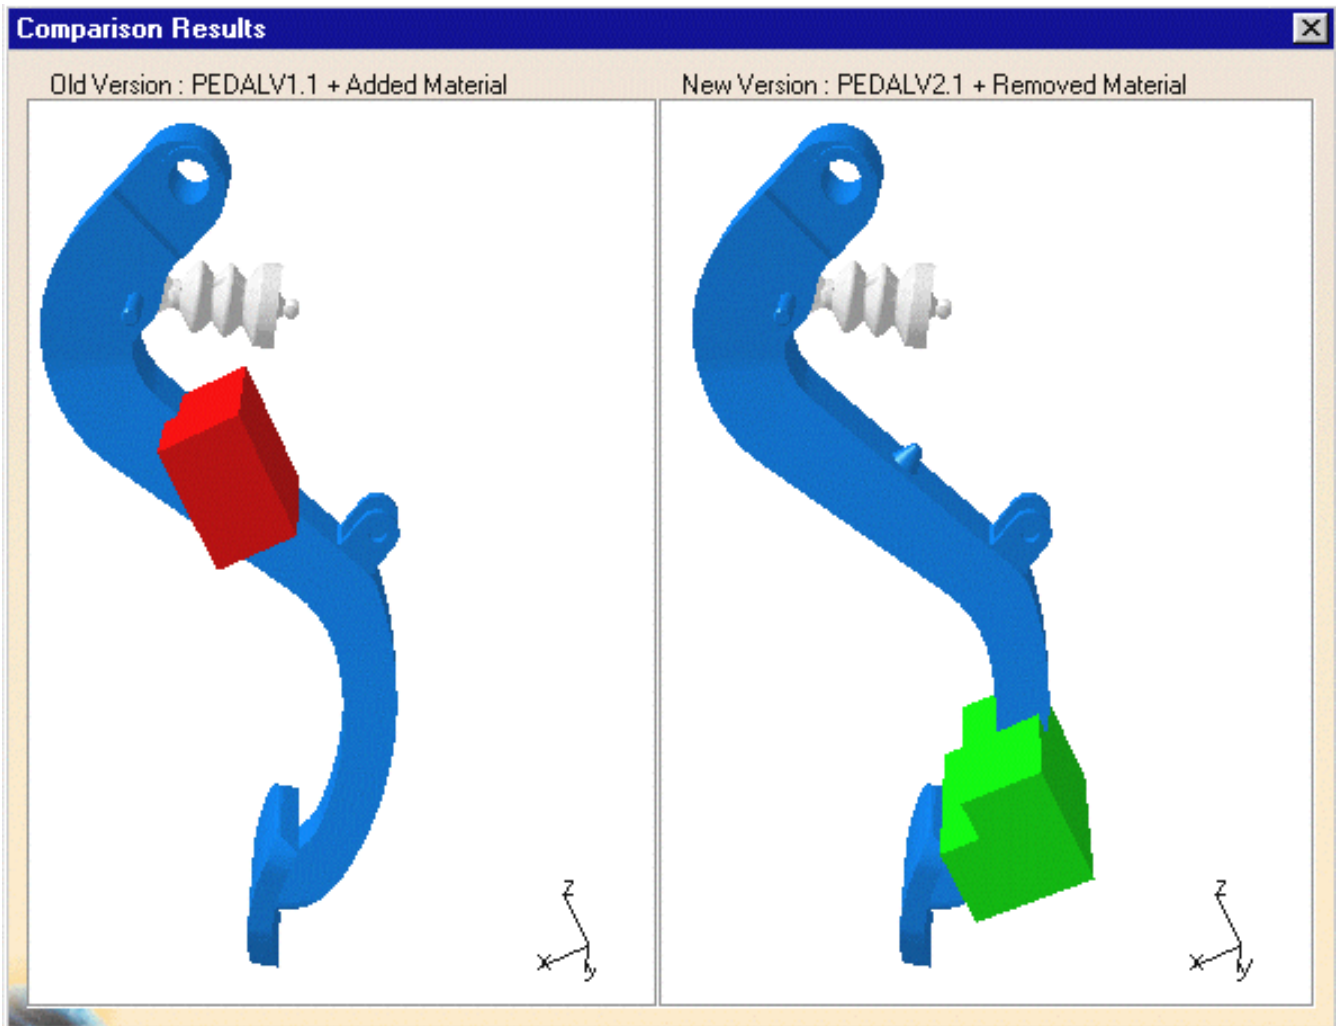 Comparison Results
Old Version : PEDALV1.1 + Added Material
New Version : PEDALV2.1 + Removed Material
z
x
y
z
x
y